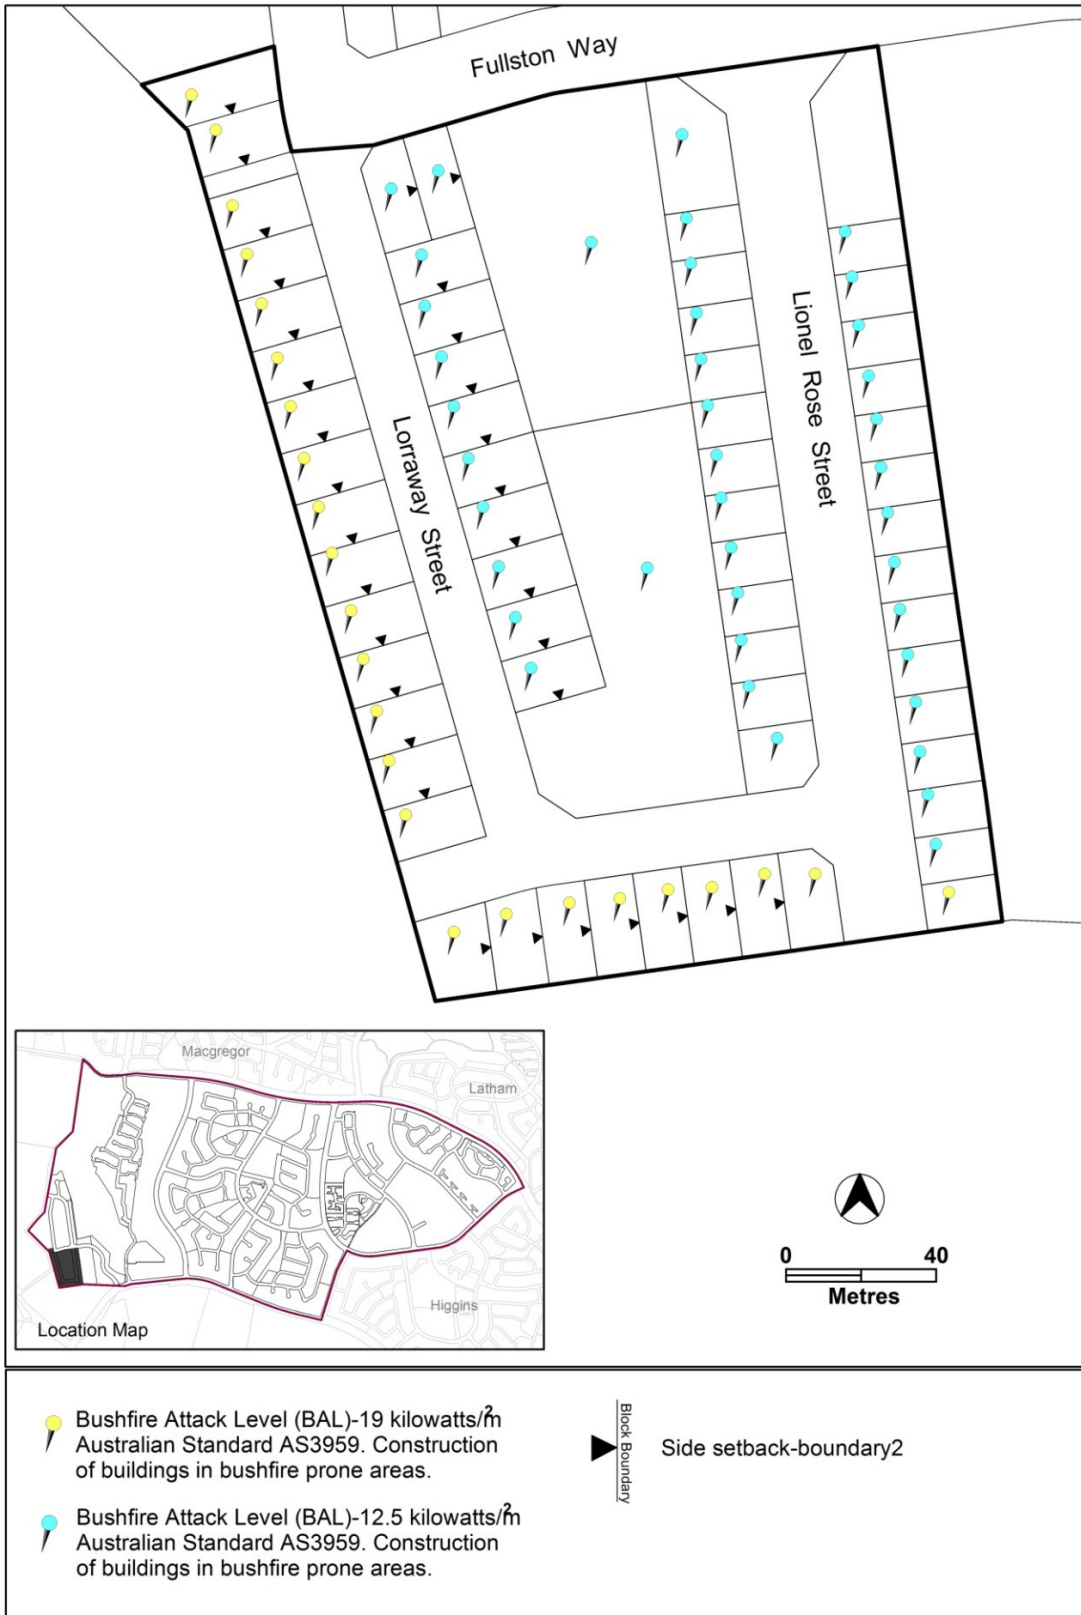 Fullston Way
Lionel Rose Street
Lorraway Street
Macgregor
Latham
Higgins
Location Map
0 40
Metres
Bushfire Attack Level (BAL)-19 kilowatts/m²
Australian Standard AS3959. Construction
of buildings in bushfire prone areas.
Bushfire Attack Level (BAL)-12.5 kilowatts/m²
Australian Standard AS3959. Construction
of buildings in bushfire prone areas.
Block Boundary
Side setback-boundary2